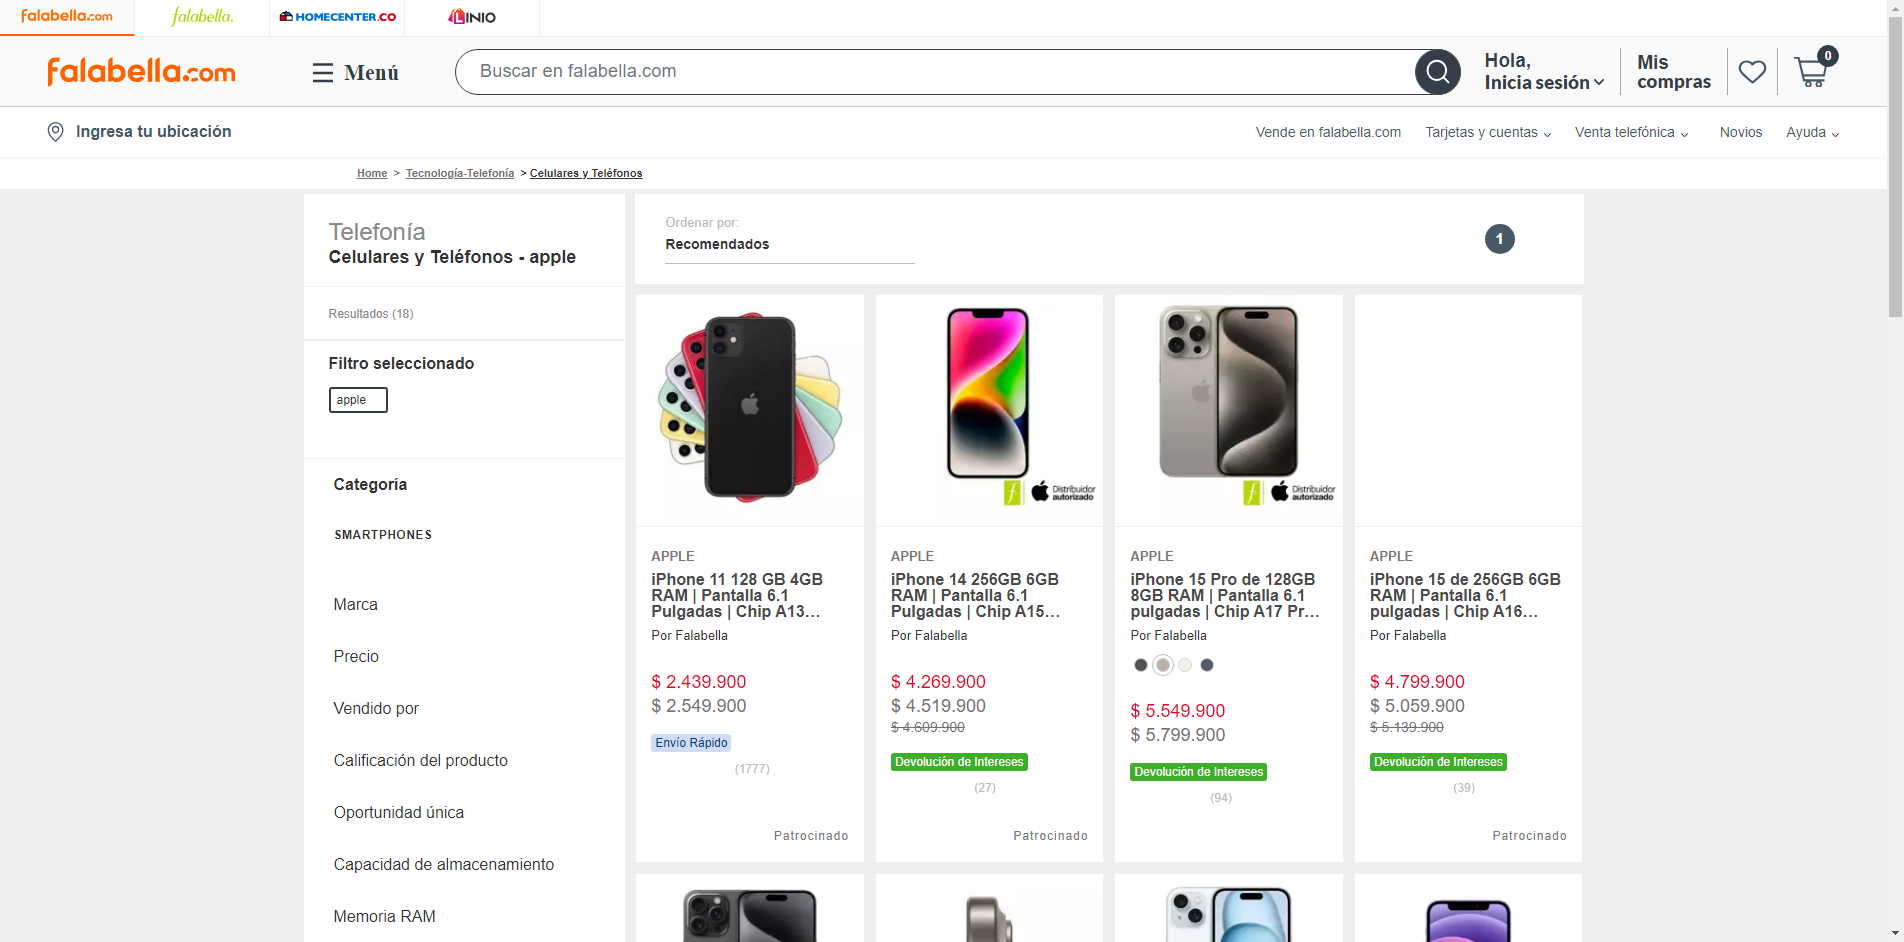 falabella.com
falabella.
HOMECENTER.CO
LINIO
falabella.com
Menú
Buscar en falabella.com
Hola,
Inicia sesión
Mis
compras
0
Ingresa tu ubicación
Vende en falabella.com
Tarjetas y cuentas
Venta telefónica
Novios
Ayuda
Home > Tecnología-Telefonía > Celulares y Teléfonos
Telefonía
Celulares y Teléfonos - apple
Resultados (18)
Filtro seleccionado
apple
Categoría
SMARTPHONES
Marca
Precio
Vendido por
Calificación del producto
Oportunidad única
Capacidad de almacenamiento
Memoria RAM
Ordenar por:
Recomendados
1
APPLE
iPhone 11 128 GB 4GB
RAM | Pantalla 6.1
Pulgadas | Chip A13...
Por Falabella
$ 2.439.900
$ 2.549.900
Envío Rápido
(1777)
Patrocinado
f.
Distribuidor
autorizado
APPLE
iPhone 14 256GB 6GB
RAM | Pantalla 6.1
Pulgadas | Chip A15...
Por Falabella
$ 4.269.900
$ 4.519.900
$ 4.609.900
Devolución de Intereses
(27)
Patrocinado
f.
Distribuidor
autorizado
APPLE
iPhone 15 Pro de 128GB
8GB RAM | Pantalla 6.1
pulgadas | Chip A17 Pr...
Por Falabella
$ 5.549.900
$ 5.799.900
Devolución de Intereses
(94)
APPLE
iPhone 15 de 256GB 6GB
RAM | Pantalla 6.1
pulgadas | Chip A16...
Por Falabella
$ 4.799.900
$ 5.059.900
$ 5.139.900
Devolución de Intereses
(39)
Patrocinado